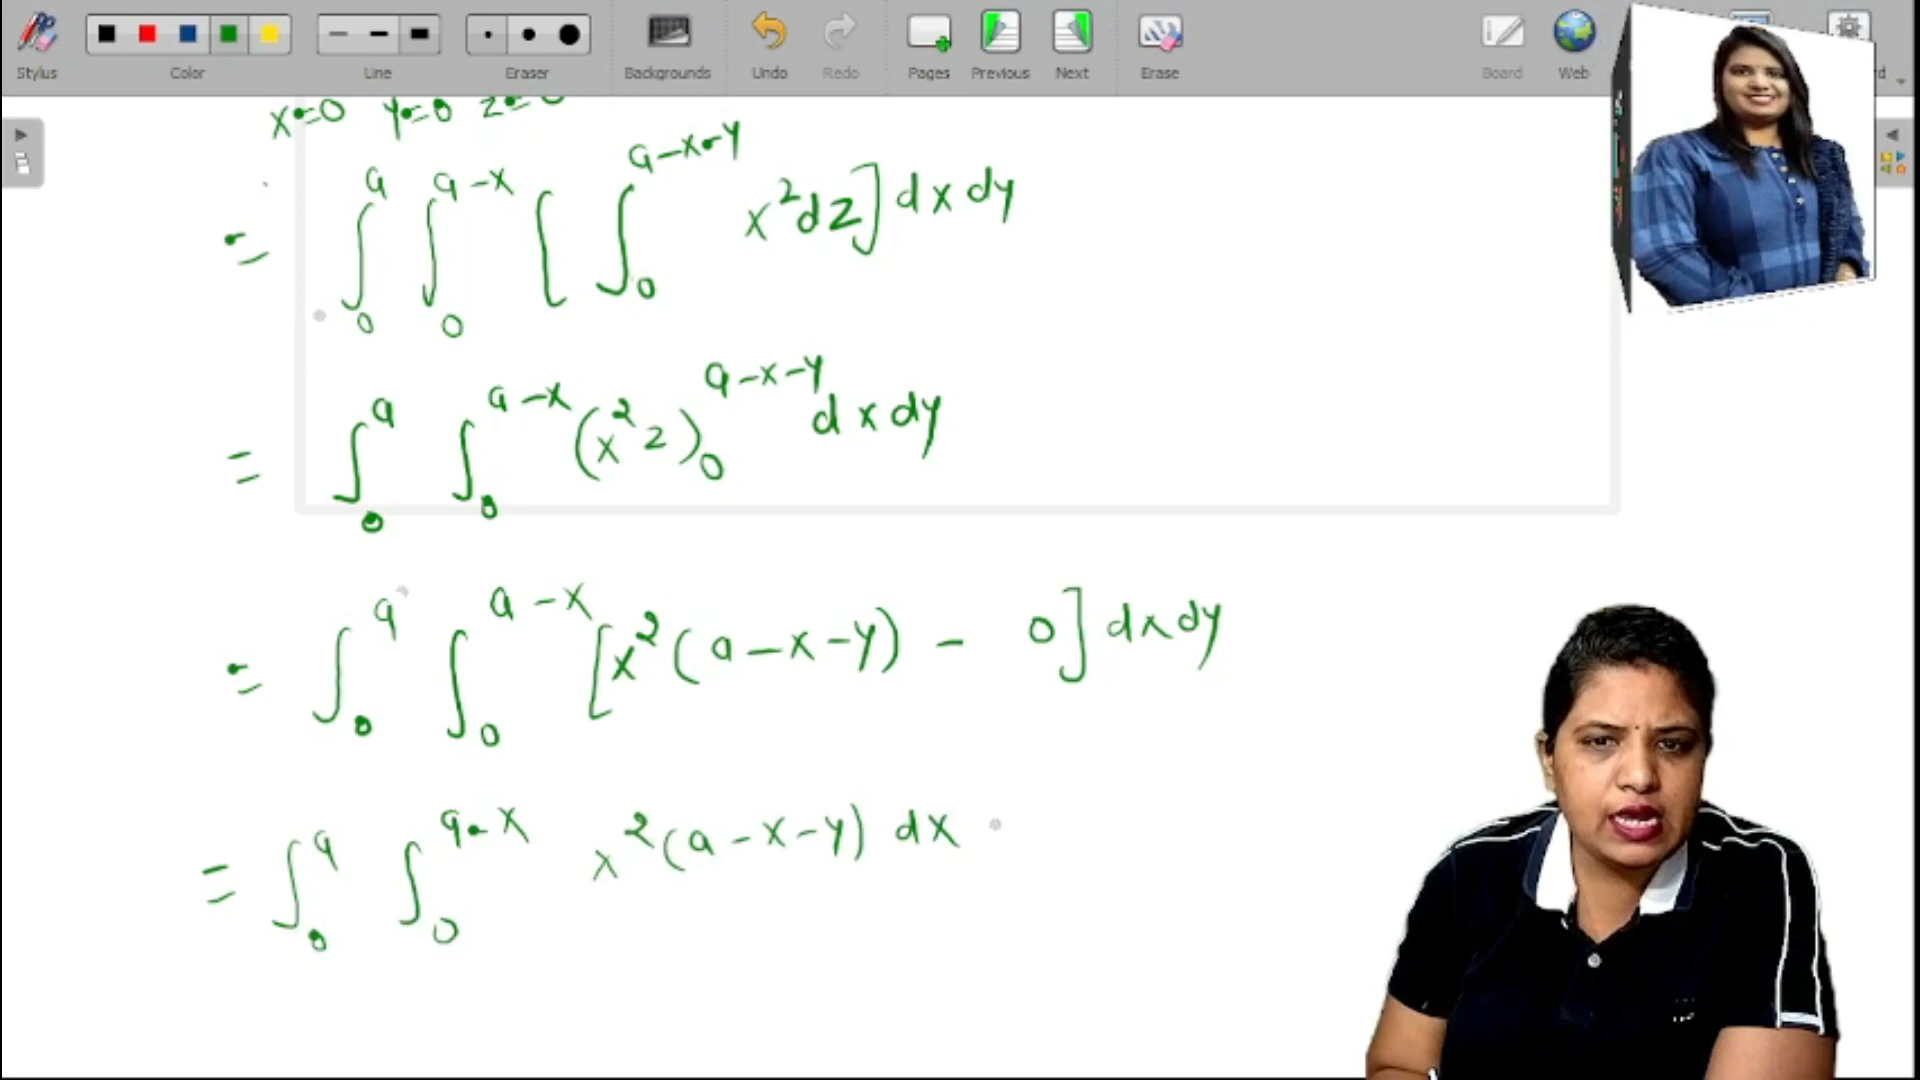 Stylus Color Line Eraser Backgrounds Undo Redo Pages Previous Next Erase Board Web
x=0 y=0 z=0
= ∫₀^a ∫₀^(a-x) [ ∫₀^(a-x-y) x²dz] dx dy
= ∫₀^a ∫₀^(a-x) (x²z)₀^(a-x-y) dx dy
= ∫₀^a ∫₀^(a-x) [x²(a-x-y) - 0] dx dy
= ∫₀^a ∫₀^(a-x) x²(a-x-y) dx